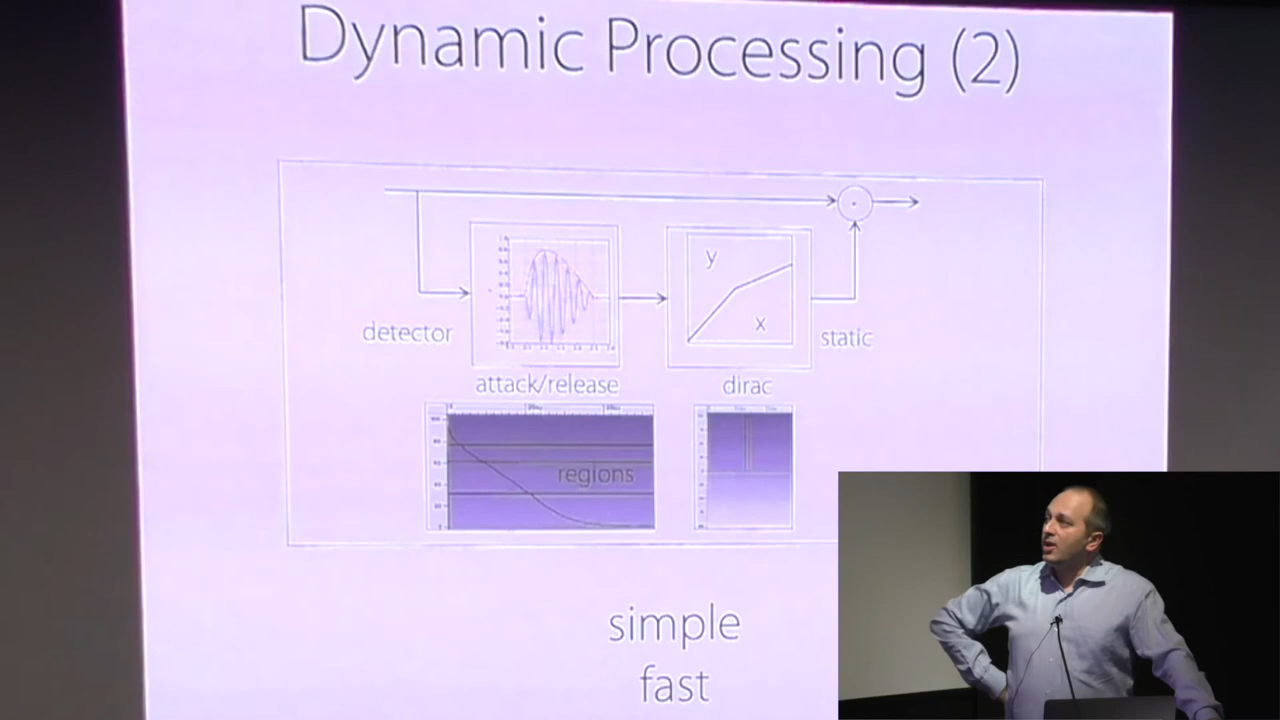 Dynamic Processing (2)
y
x
detector
static
attack/release
dirac
regions
simple
fast